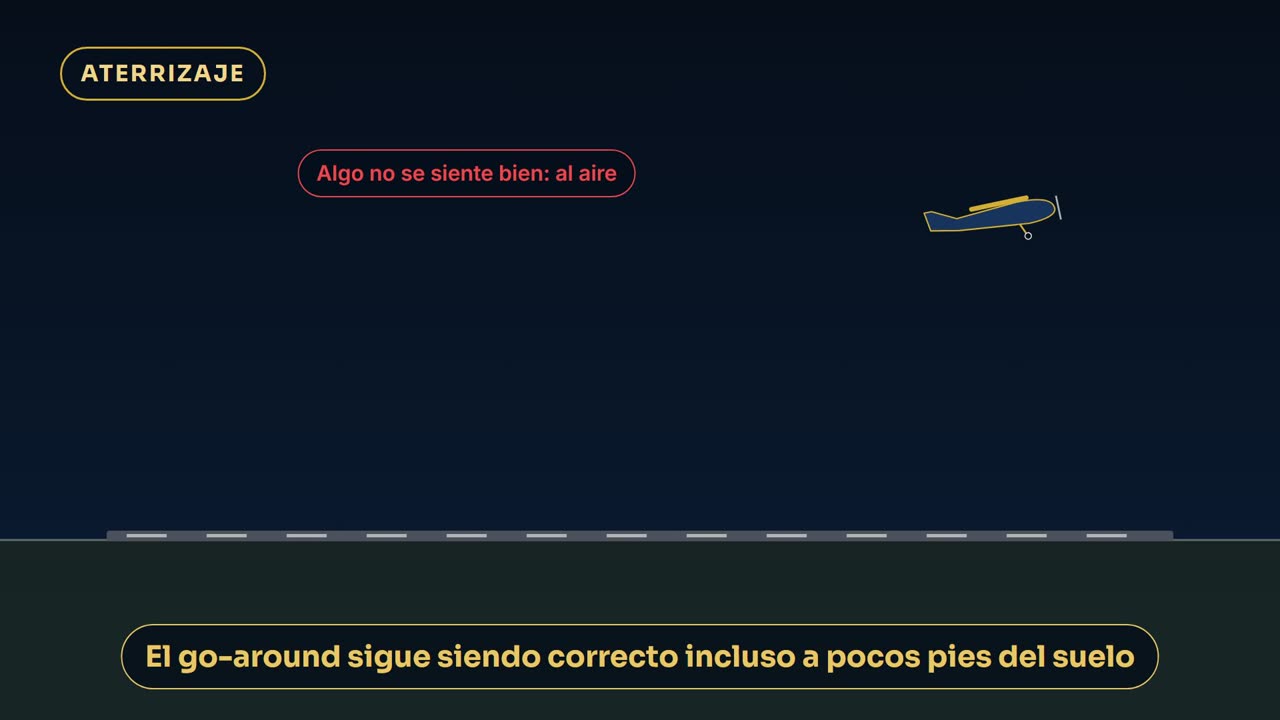 ATERRIZAJE
Algo no se siente bien: al aire
El go-around sigue siendo correcto incluso a pocos pies del suelo